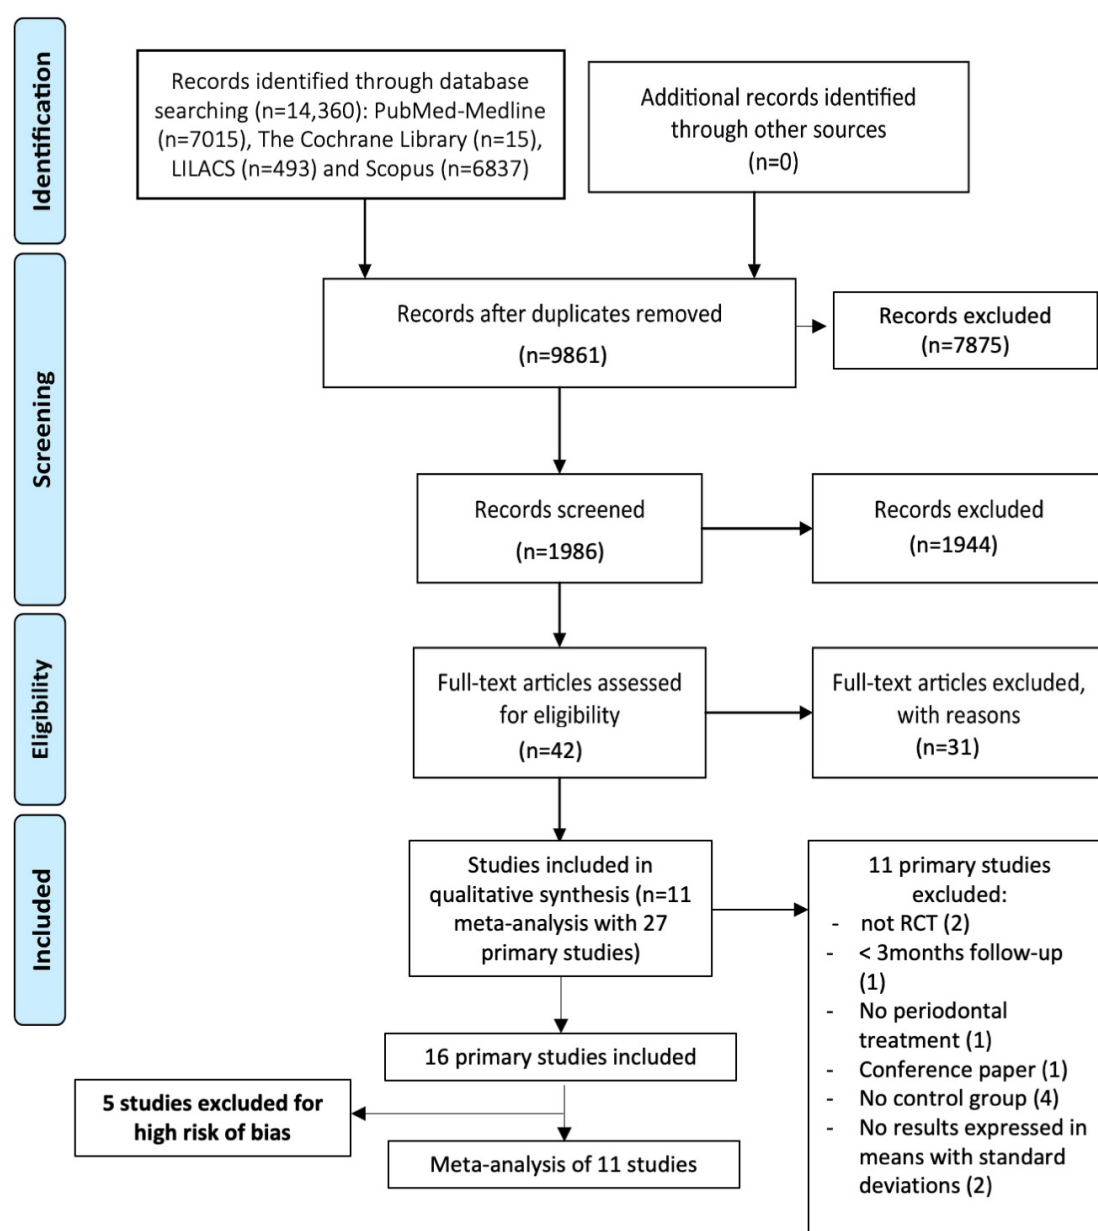 Identification
Records identified through database
searching (n=14,360): PubMed-Medline
(n=7015), The Cochrane Library (n=15),
LILACS (n=493) and Scopus (n=6837)
Additional records identified
through other sources
(n=0)
Screening
Records after duplicates removed
(n=9861)
Records excluded
(n=7875)
Records screened
(n=1986)
Records excluded
(n=1944)
Eligibility
Full-text articles assessed
for eligibility
(n=42)
Full-text articles excluded,
with reasons
(n=31)
Included
Studies included in
qualitative synthesis (n=11
meta-analysis with 27
primary studies)
11 primary studies
excluded:
- not RCT (2)
- < 3months follow-up
(1)
- No periodontal
treatment (1)
- Conference paper (1)
- No control group (4)
- No results expressed in
means with standard
deviations (2)
16 primary studies included
5 studies excluded for
high risk of bias
Meta-analysis of 11 studies